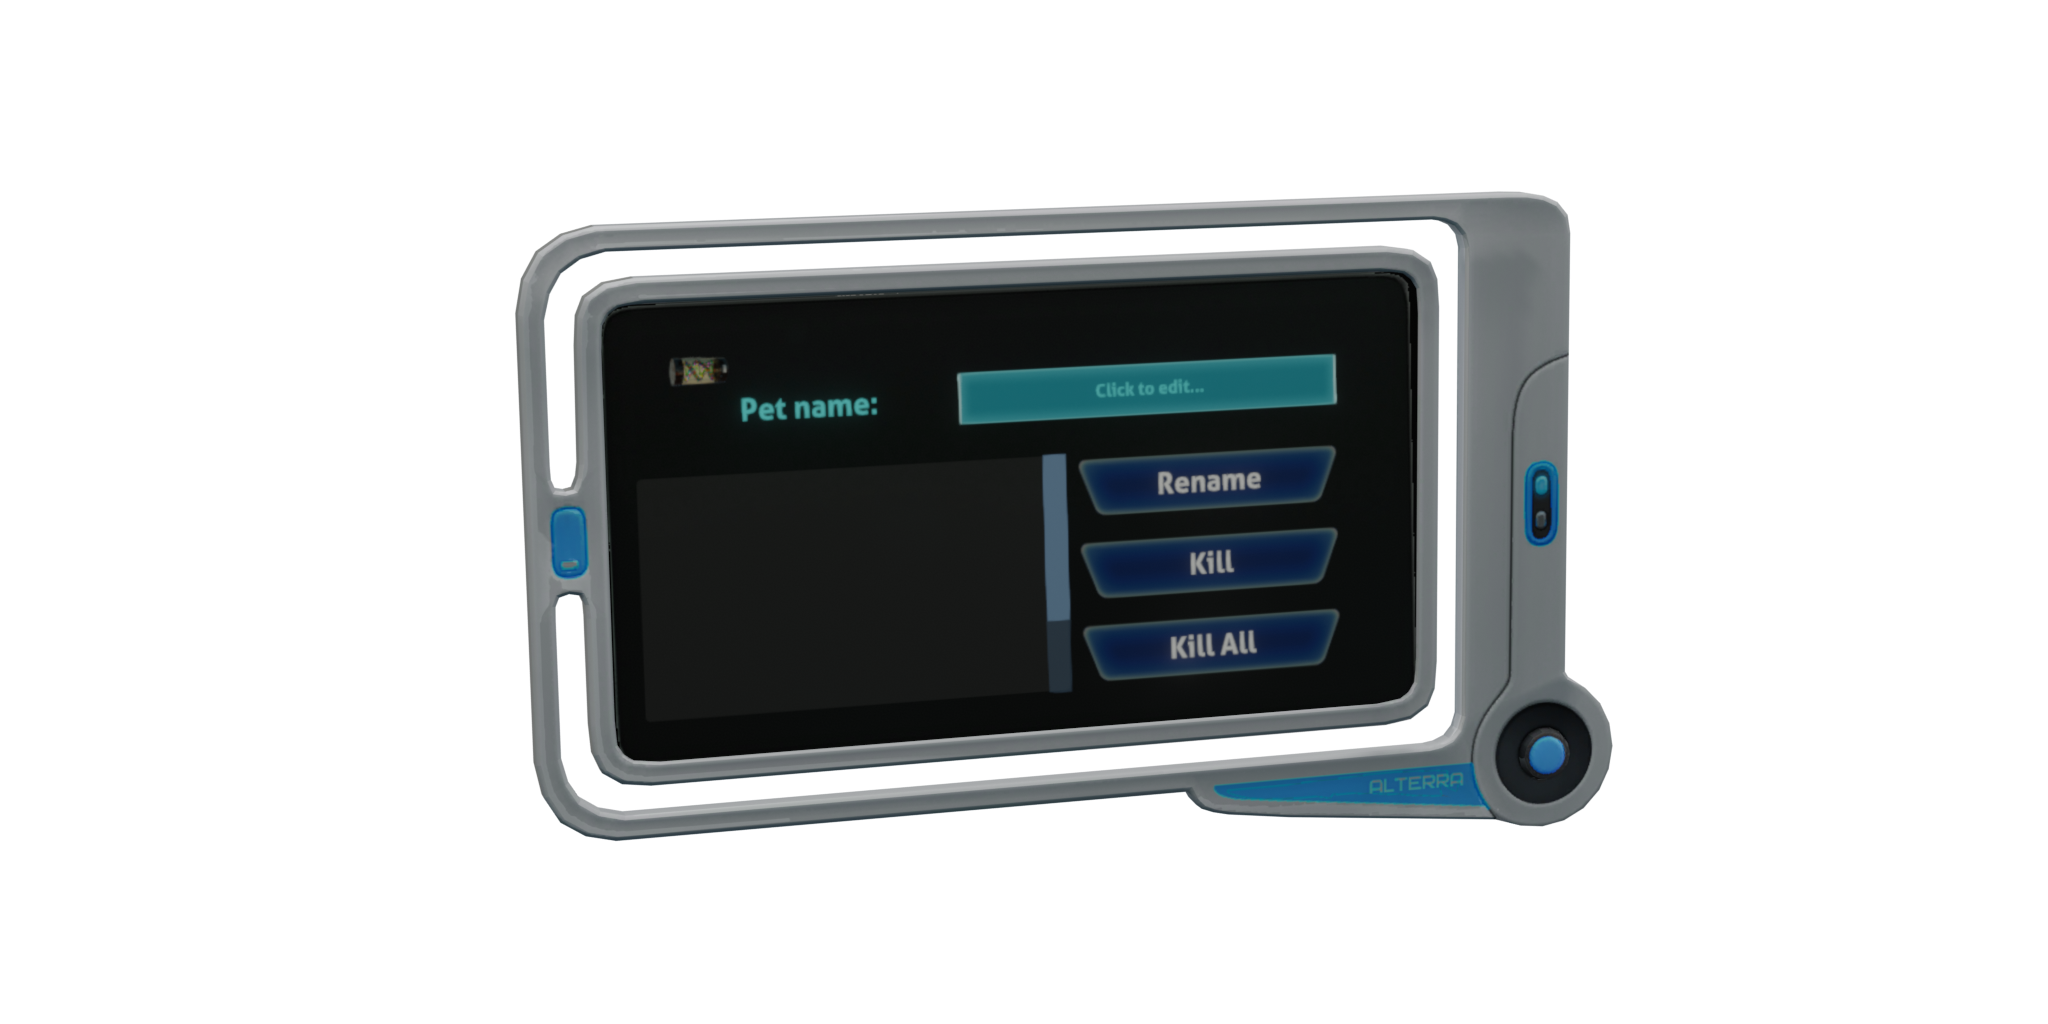 Pet name:
Click to edit...
Rename
Kill
Kill All
ALTERRA